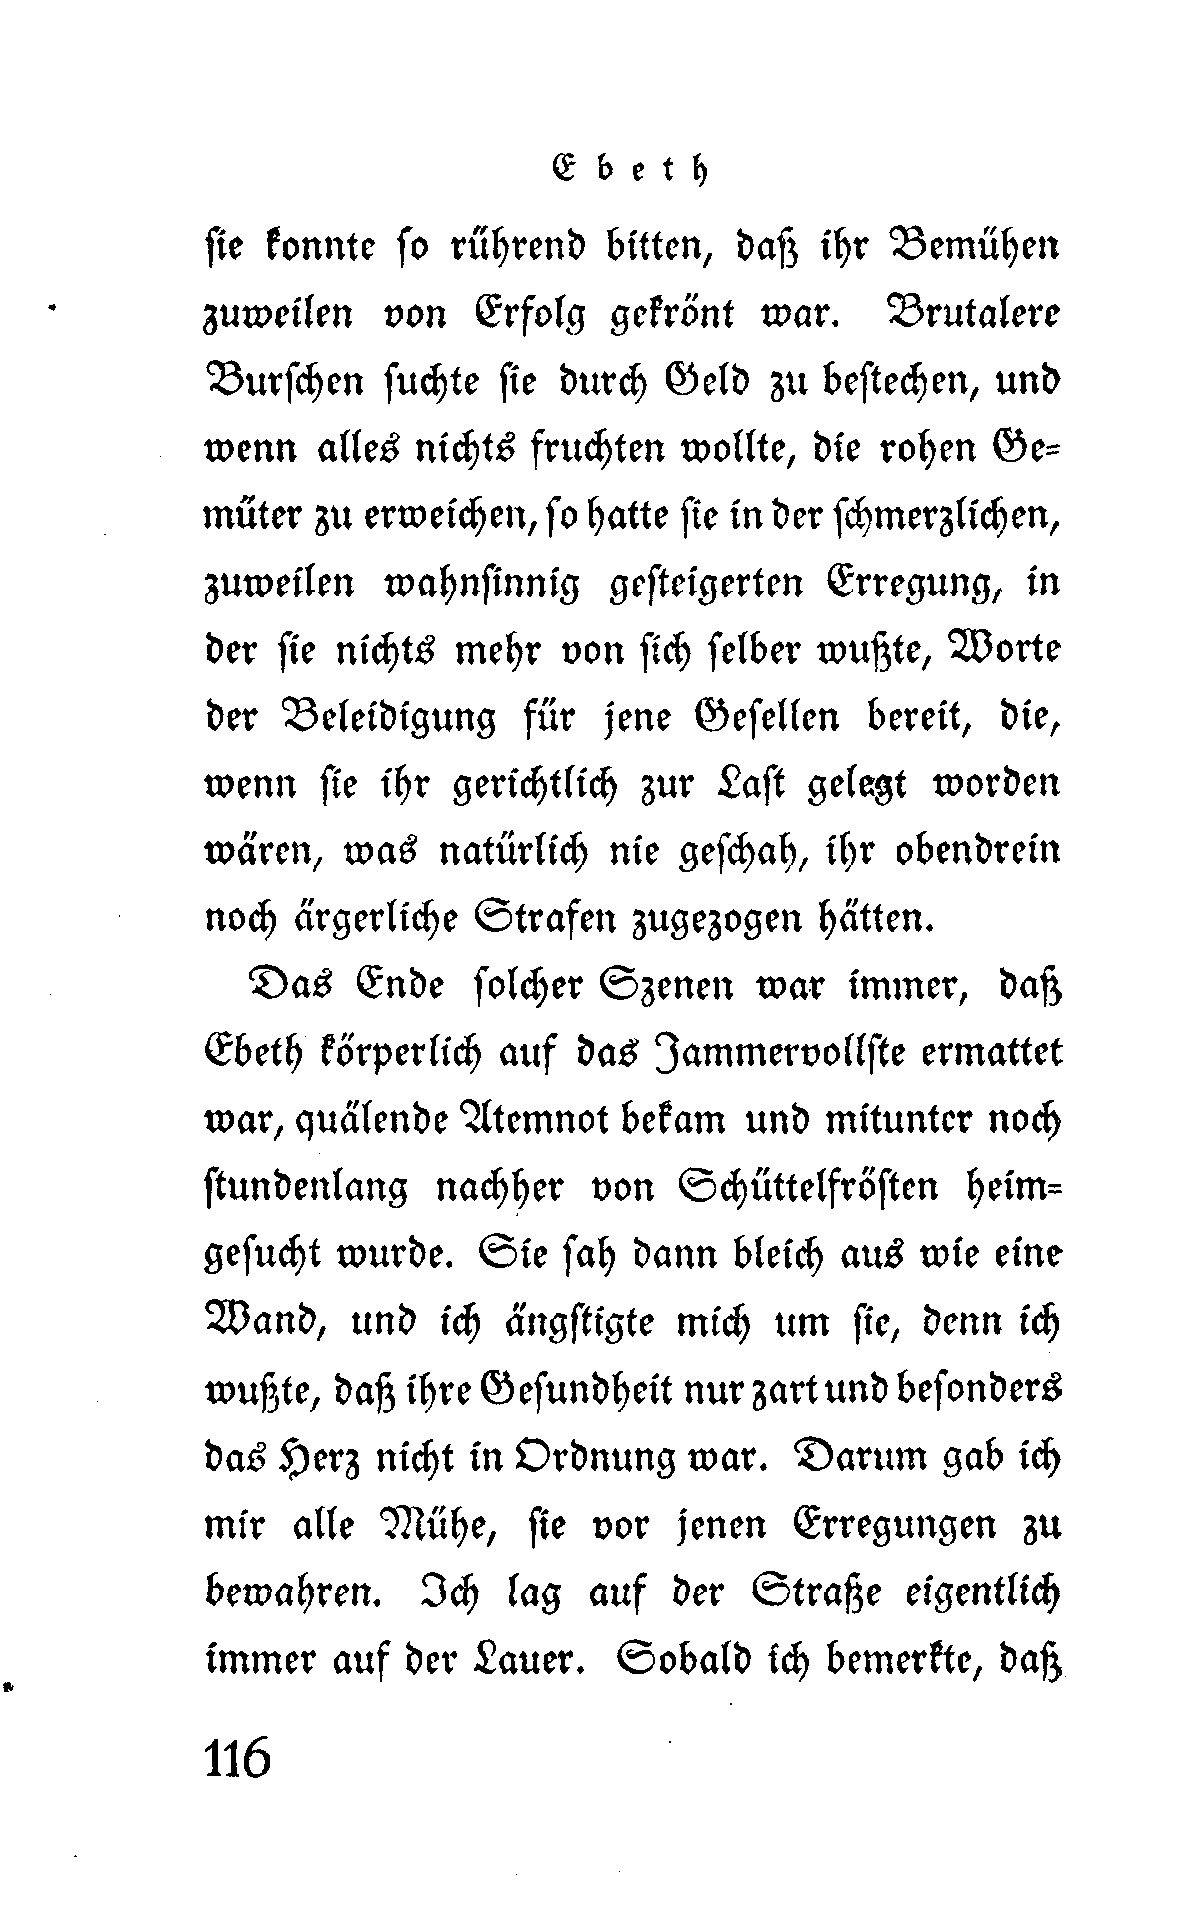 Ebeth
sie konnte so rührend bitten, daß ihr Bemühen
zuweilen von Erfolg gekrönt war. Brutalere
Burschen suchte sie durch Geld zu bestechen, und
wenn alles nichts fruchten wollte, die rohen Ge-
müter zu erweichen, so hatte sie in der schmerzlichen,
zuweilen wahnsinnig gesteigerten Erregung, in
der sie nichts mehr von sich selber wußte, Worte
der Beleidigung für jene Gesellen bereit, die,
wenn sie ihr gerichtlich zur Last gelegt worden
wären, was natürlich nie geschah, ihr obendrein
noch ärgerliche Strafen zugezogen hätten.
Das Ende solcher Szenen war immer, daß
Ebeth körperlich auf das Jammervollste ermattet
war, quälende Atemnot bekam und mitunter noch
stundenlang nachher von Schüttelfrösten heim-
gesucht wurde. Sie sah dann bleich aus wie eine
Wand, und ich ängstigte mich um sie, denn ich
wußte, daß ihre Gesundheit nur zart und besonders
das Herz nicht in Ordnung war. Darum gab ich
mir alle Mühe, sie vor jenen Erregungen zu
bewahren. Ich lag auf der Straße eigentlich
immer auf der Lauer. Sobald ich bemerkte, daß
116